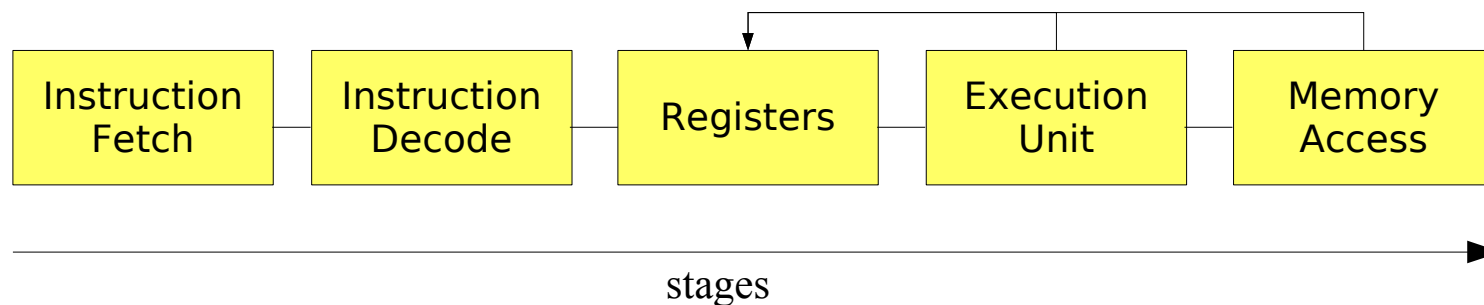 Instruction
Fetch
Instruction
Decode
Registers
Execution
Unit
Memory
Access
stages